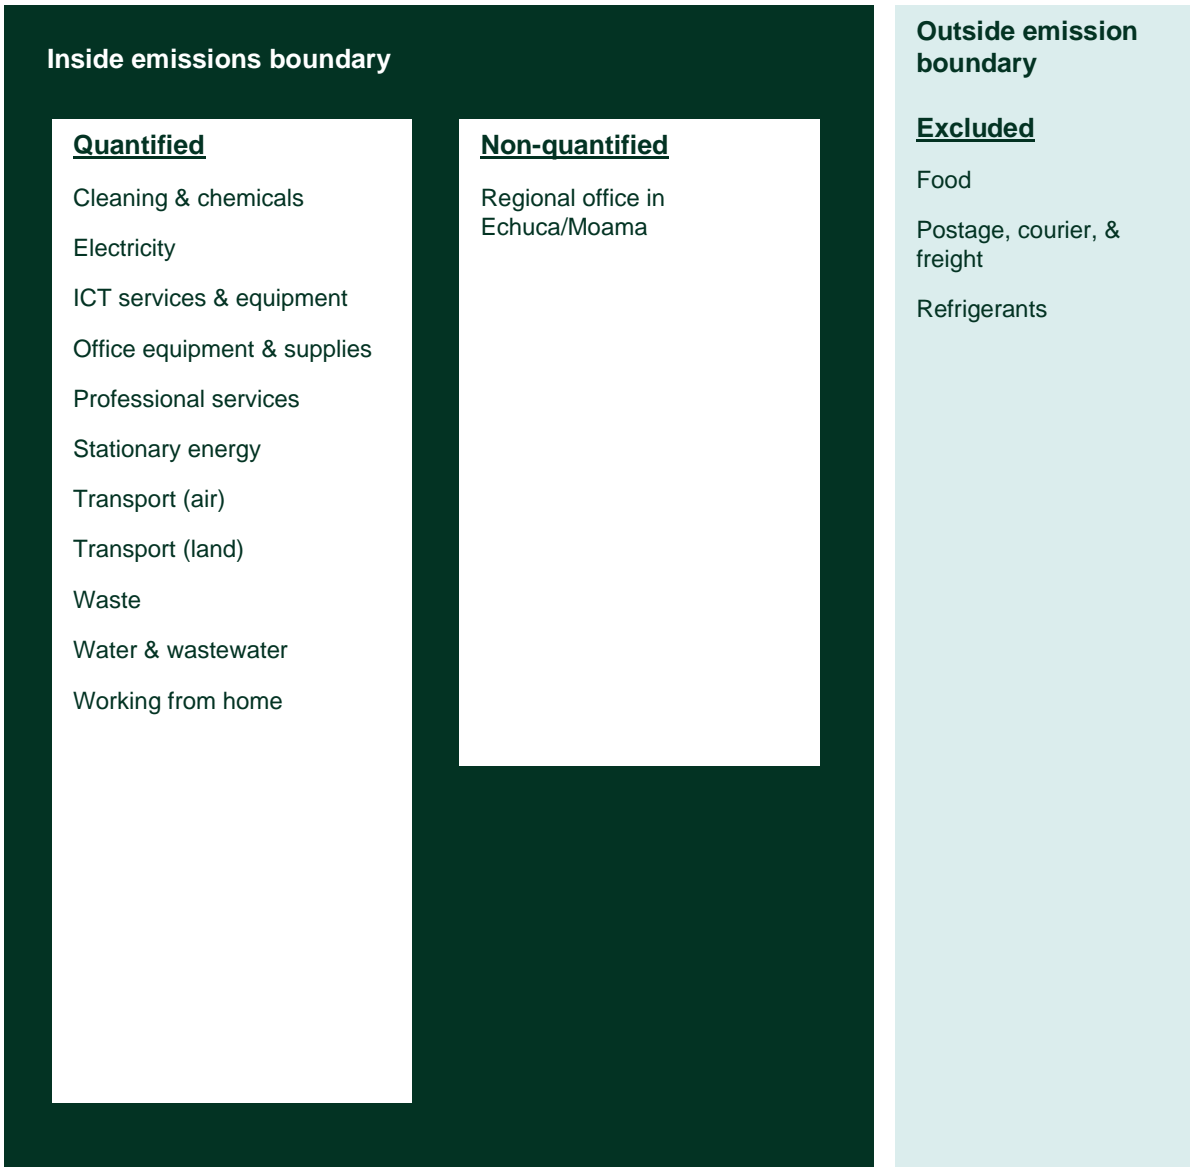 Inside emissions boundary
Quantified
Cleaning & chemicals
Electricity
ICT services & equipment
Office equipment & supplies
Professional services
Stationary energy
Transport (air)
Transport (land)
Waste
Water & wastewater
Working from home
Non-quantified
Regional office in
Echuca/Moama
Outside emission
boundary
Excluded
Food
Postage, courier, &
freight
Refrigerants